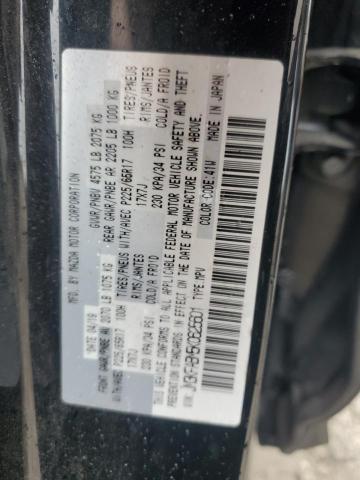 MFD. BY MAZDA MOTOR CORPORATION
DATE 04/19 GVWR/PNBV 4575 LB 2075 KG
FRONT GAWR/PNBE AV 2370 LB 1075 KG REAR GAWR/PNBE AR 2205 LB 1000 KG
WITH/AVEC P225/65R17 100H TIRES/PNEUS WITH/AVEC P225/65R17 100H TIRES/PNEUS
17X7J RIMS/JANTES 17X7J RIMS/JANTES
230 KPA/34 PSI COLD/A FROID 230 KPA/34 PSI COLD/A FROID
THIS VEHICLE CONFORMS TO ALL APPLICABLE FEDERAL MOTOR VEHICLE SAFETY AND THEFT
PREVENTION STANDARDS IN EFFECT ON THE DATE OF MANUFACTURE SHOWN ABOVE.
TYPE:MPV COLOR CODE:41W MADE IN JAPAN